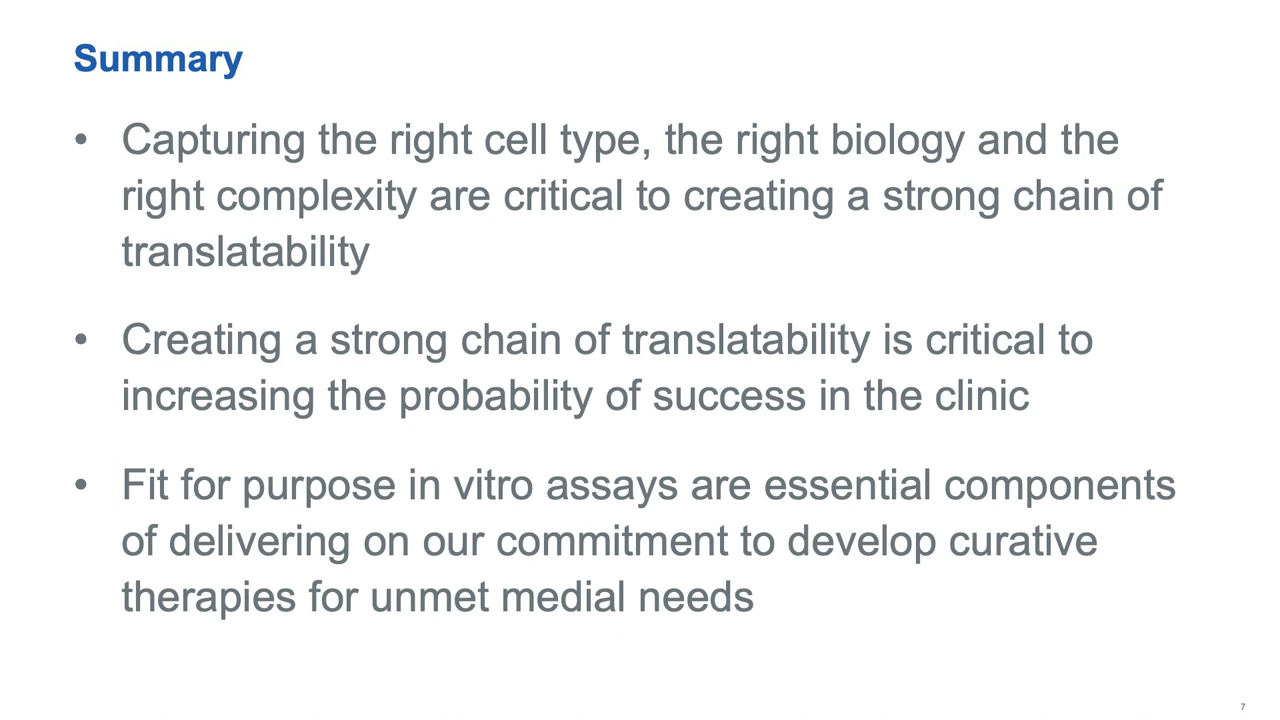 Summary
• Capturing the right cell type, the right biology and the
right complexity are critical to creating a strong chain of
translatability
• Creating a strong chain of translatability is critical to
increasing the probability of success in the clinic
• Fit for purpose in vitro assays are essential components
of delivering on our commitment to develop curative
therapies for unmet medial needs
7